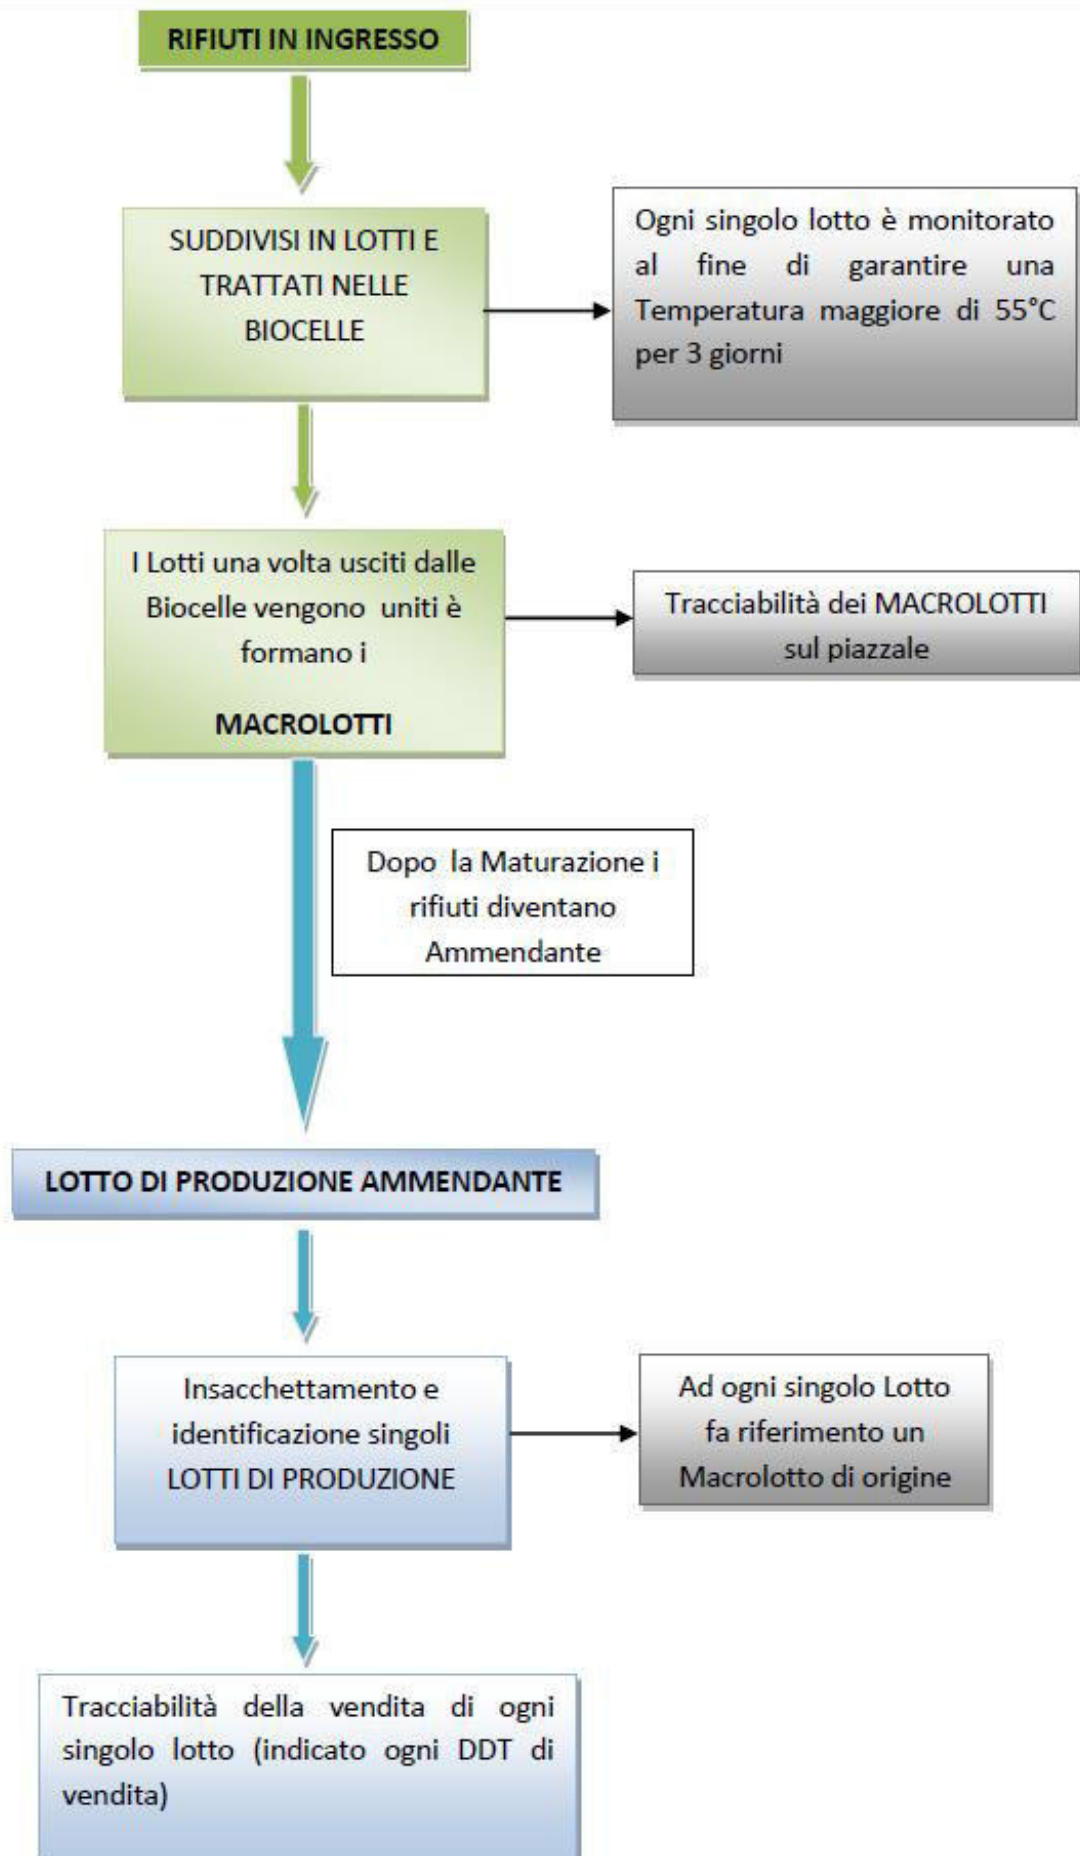 RIFIUTI IN INGRESSO
SUDDIVISI IN LOTTI E
TRATTATI NELLE
BIOCELLE
Ogni singolo lotto è monitorato
al fine di garantire una
Temperatura maggiore di 55°C
per 3 giorni
I Lotti una volta usciti dalle
Biocelle vengono uniti è
formano i
MACROLOTTI
Tracciabilità dei MACROLOTTI
sul piazzale
Dopo la Maturazione i
rifiuti diventano
Ammendante
LOTTO DI PRODUZIONE AMMENDANTE
Insacchettamento e
identificazione singoli
LOTTI DI PRODUZIONE
Ad ogni singolo Lotto
fa riferimento un
Macrolotto di origine
Tracciabilità della vendita di ogni
singolo lotto (indicato ogni DDT di
vendita)